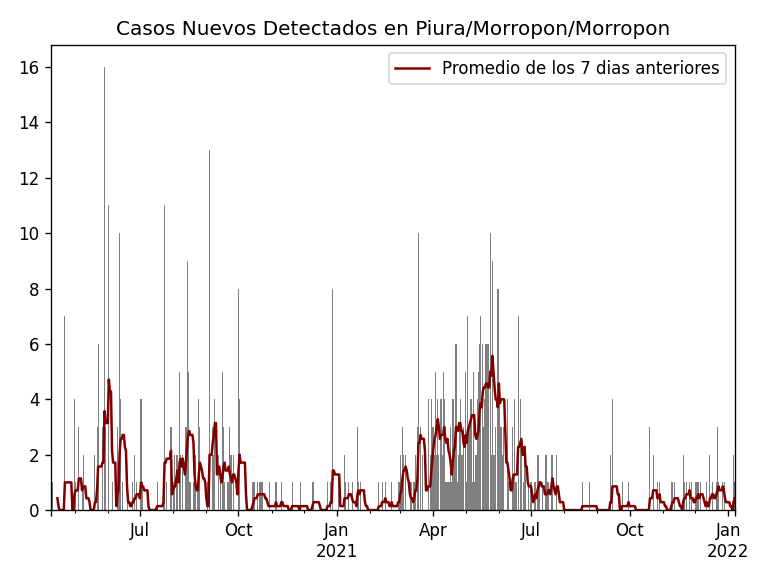 Casos Nuevos Detectados en Piura/Morropon/Morropon
Promedio de los 7 dias anteriores
16
14
12
10
8
6
4
2
0
Jul
Oct
Jan
2021
Apr
Jul
Oct
Jan
2022